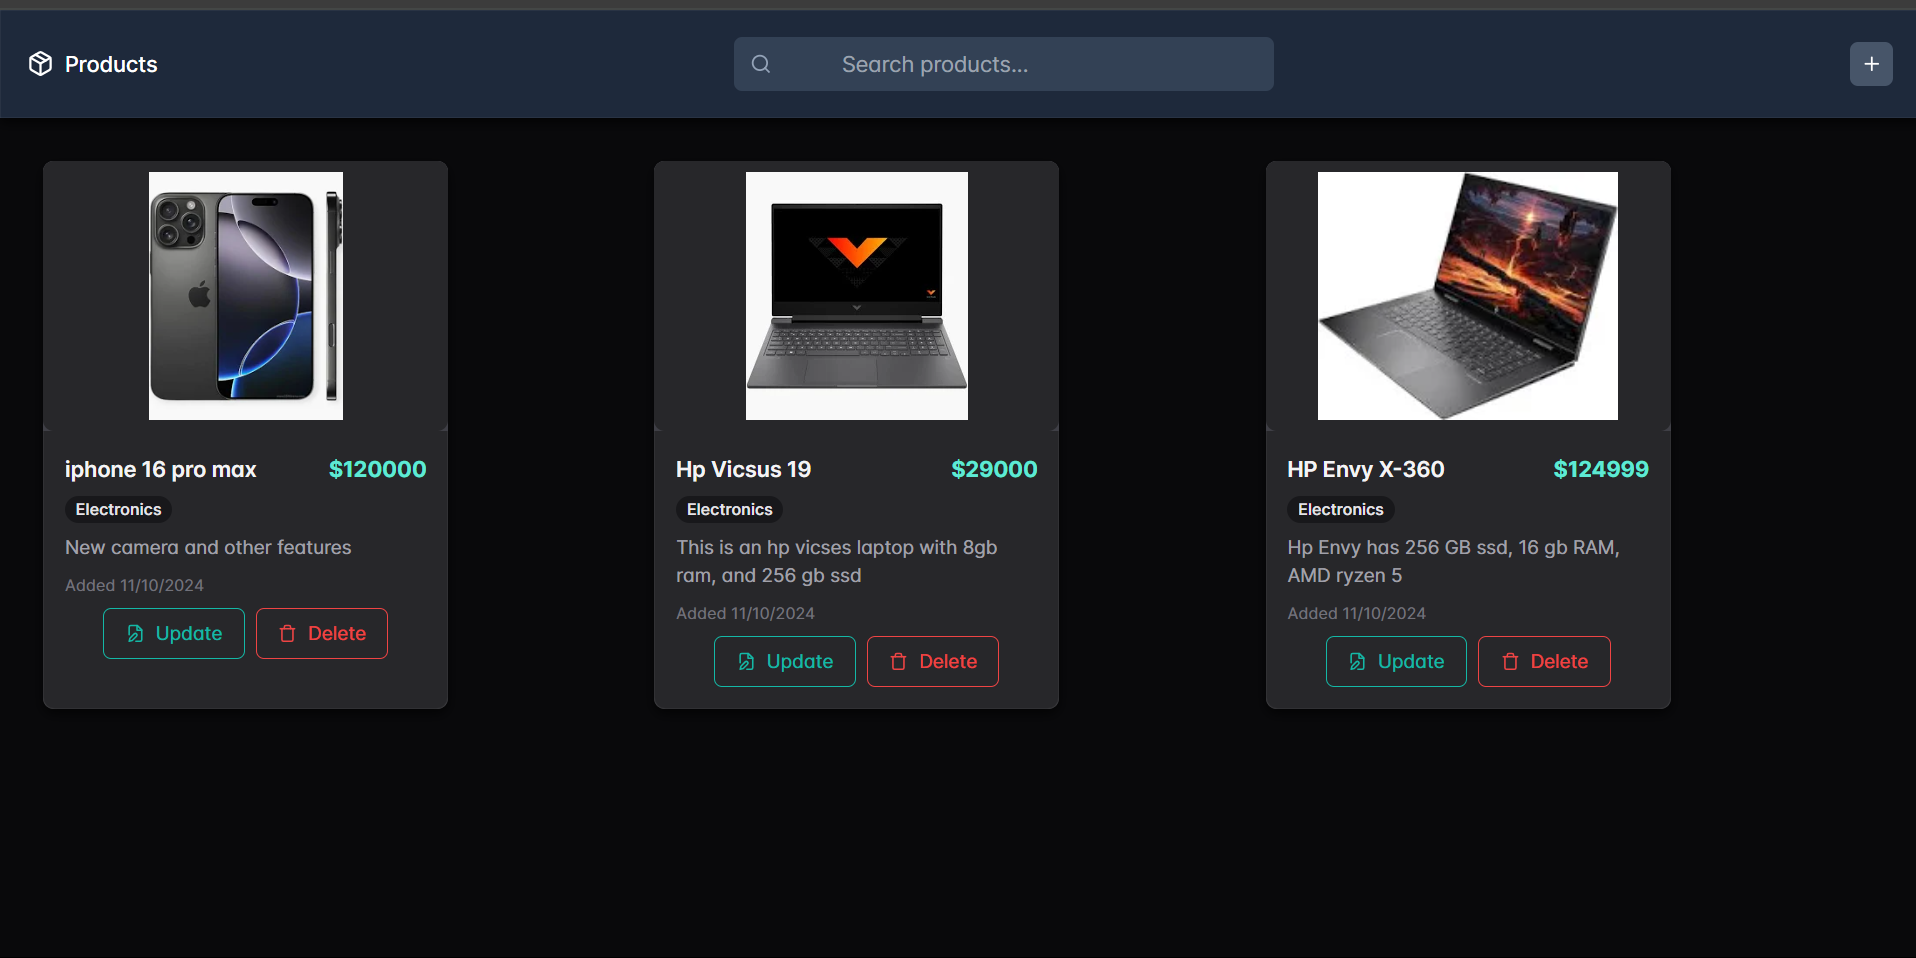 Products
Search products...
iphone 16 pro max
$120000
Electronics
New camera and other features
Added 11/10/2024
Update
Delete
Hp Vicsus 19
$29000
Electronics
This is an hp vicses laptop with 8gb
ram, and 256 gb ssd
Added 11/10/2024
Update
Delete
HP Envy X-360
$124999
Electronics
Hp Envy has 256 GB ssd, 16 gb RAM,
AMD ryzen 5
Added 11/10/2024
Update
Delete